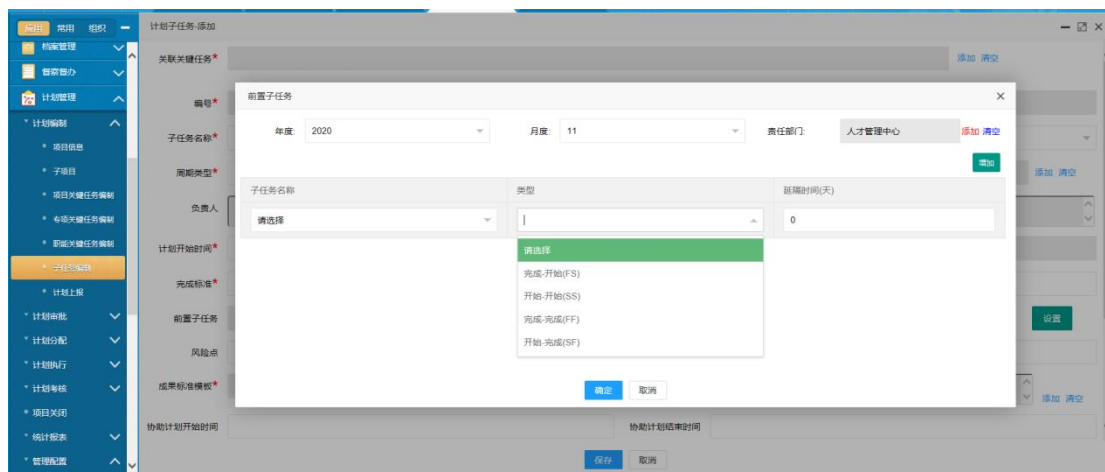 应用 常用 组织
档案管理
督察督办
计划管理
计划编制
项目信息
子项目
项目关键任务编制
专项关键任务编制
职能关键任务编制
子任务编制
计划上报
计划审批
计划分配
计划执行
计划考核
项目关闭
统计报表
管理配置
计划子任务-添加
关联关键任务* 添加 清空
编号*
子任务名称*
周期类型* 添加 清空
负责人
计划开始时间*
完成标准*
前置子任务 设置
风险点
成果标准模板* 添加 清空
协助计划开始时间 协助计划结束时间
保存 取消
前置子任务
年度: 2020 月度: 11 责任部门: 人才管理中心 添加 清空
增加
子任务名称 类型 延隔时间(天)
请选择 0
请选择
完成-开始(FS)
开始-开始(SS)
完成-完成(FF)
开始-完成(SF)
确定 取消